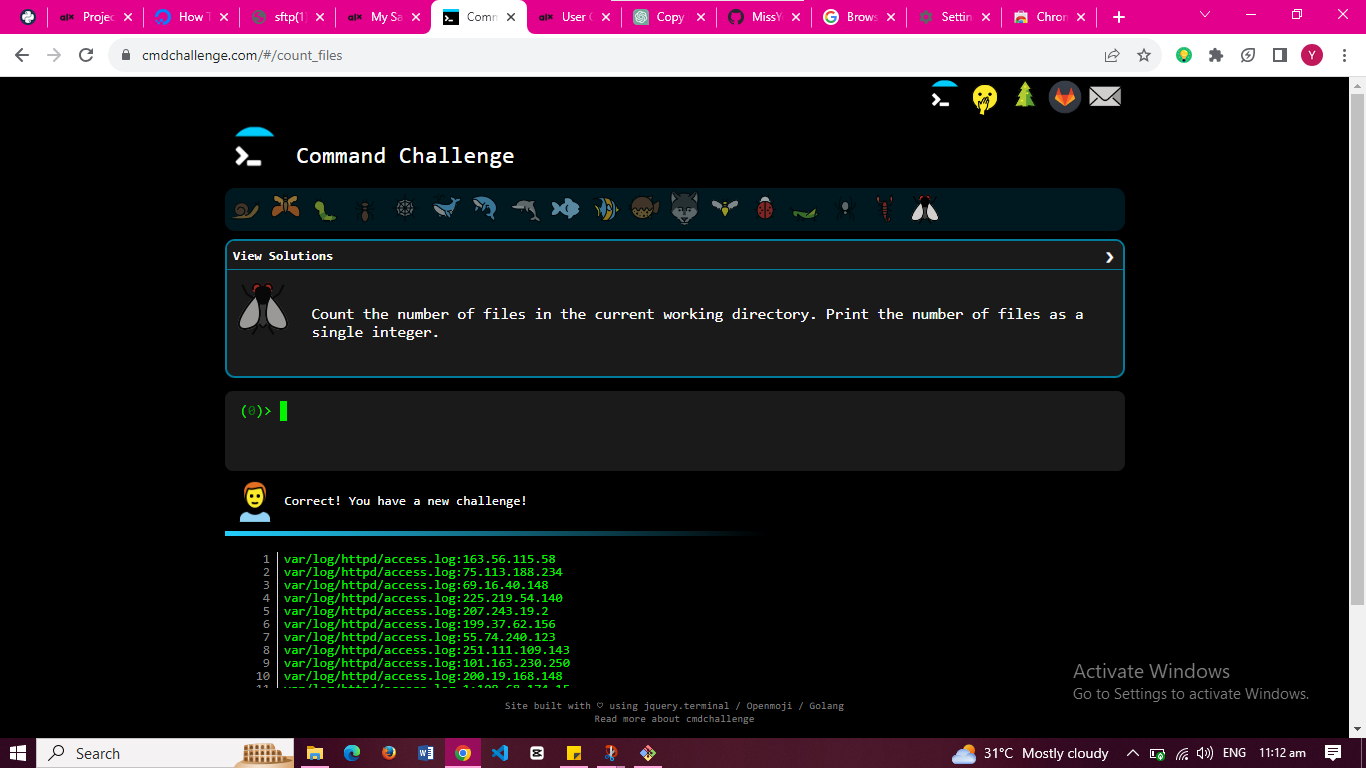 Projec
How T
sftp(1)
My Sa
Comm
User
Copy
MissY
Brows
Settin
Chron
cmdchallenge.com/#/count_files
Y
Command Challenge
View Solutions
Count the number of files in the current working directory. Print the number of files as a
single integer.
(0)>
Correct! You have a new challenge!
1 var/log/httpd/access.log:163.56.115.58
2 var/log/httpd/access.log:75.113.188.234
3 var/log/httpd/access.log:69.16.40.148
4 var/log/httpd/access.log:225.219.54.140
5 var/log/httpd/access.log:207.243.19.2
6 var/log/httpd/access.log:199.37.62.156
7 var/log/httpd/access.log:55.74.240.123
8 var/log/httpd/access.log:251.111.109.143
9 var/log/httpd/access.log:101.163.230.250
10 var/log/httpd/access.log:200.19.168.148
Activate Windows
Go to Settings to activate Windows.
Site built with ♡ using jquery.terminal / Openmoji / Golang
Read more about cmdchallenge
Search
31°C Mostly cloudy
ENG
11:12 am